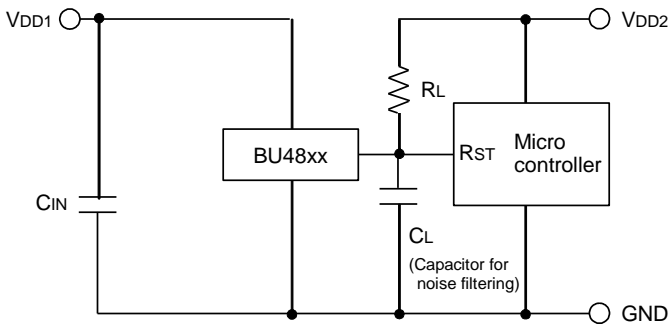 VDD1
VDD2
RL
BU48xx
RST
Micro
controller
CIN
CL
(Capacitor for
noise filtering)
GND